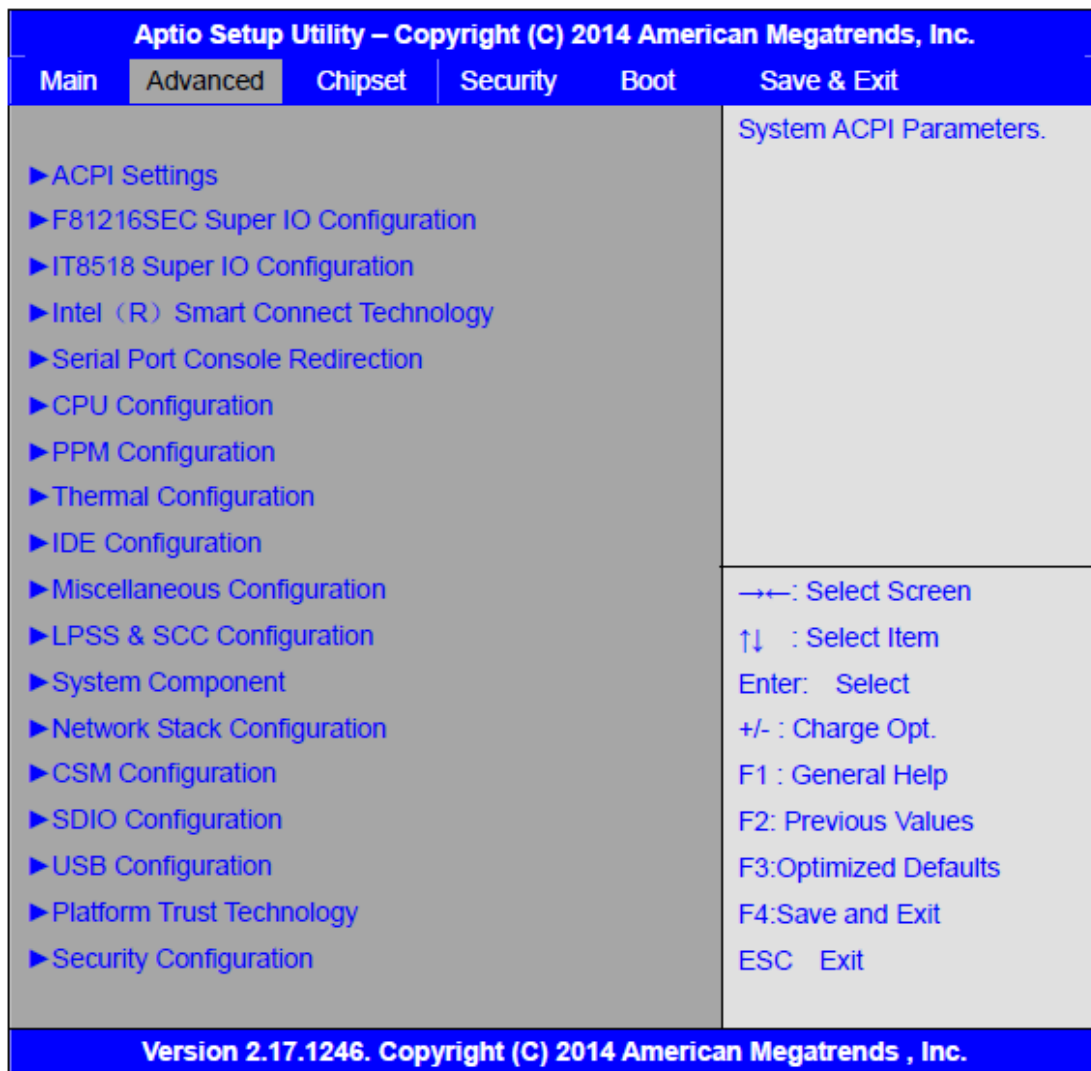 Aptio Setup Utility – Copyright (C) 2014 American Megatrends, Inc.
Main Advanced Chipset Security Boot Save & Exit
System ACPI Parameters.
►ACPI Settings
►F81216SEC Super IO Configuration
►IT8518 Super IO Configuration
►Intel（R）Smart Connect Technology
►Serial Port Console Redirection
►CPU Configuration
►PPM Configuration
►Thermal Configuration
►IDE Configuration
►Miscellaneous Configuration
►LPSS & SCC Configuration
►System Component
►Network Stack Configuration
►CSM Configuration
►SDIO Configuration
►USB Configuration
►Platform Trust Technology
►Security Configuration
→←: Select Screen
↑↓ : Select Item
Enter: Select
+/- : Charge Opt.
F1 : General Help
F2: Previous Values
F3:Optimized Defaults
F4:Save and Exit
ESC Exit
Version 2.17.1246. Copyright (C) 2014 American Megatrends , Inc.